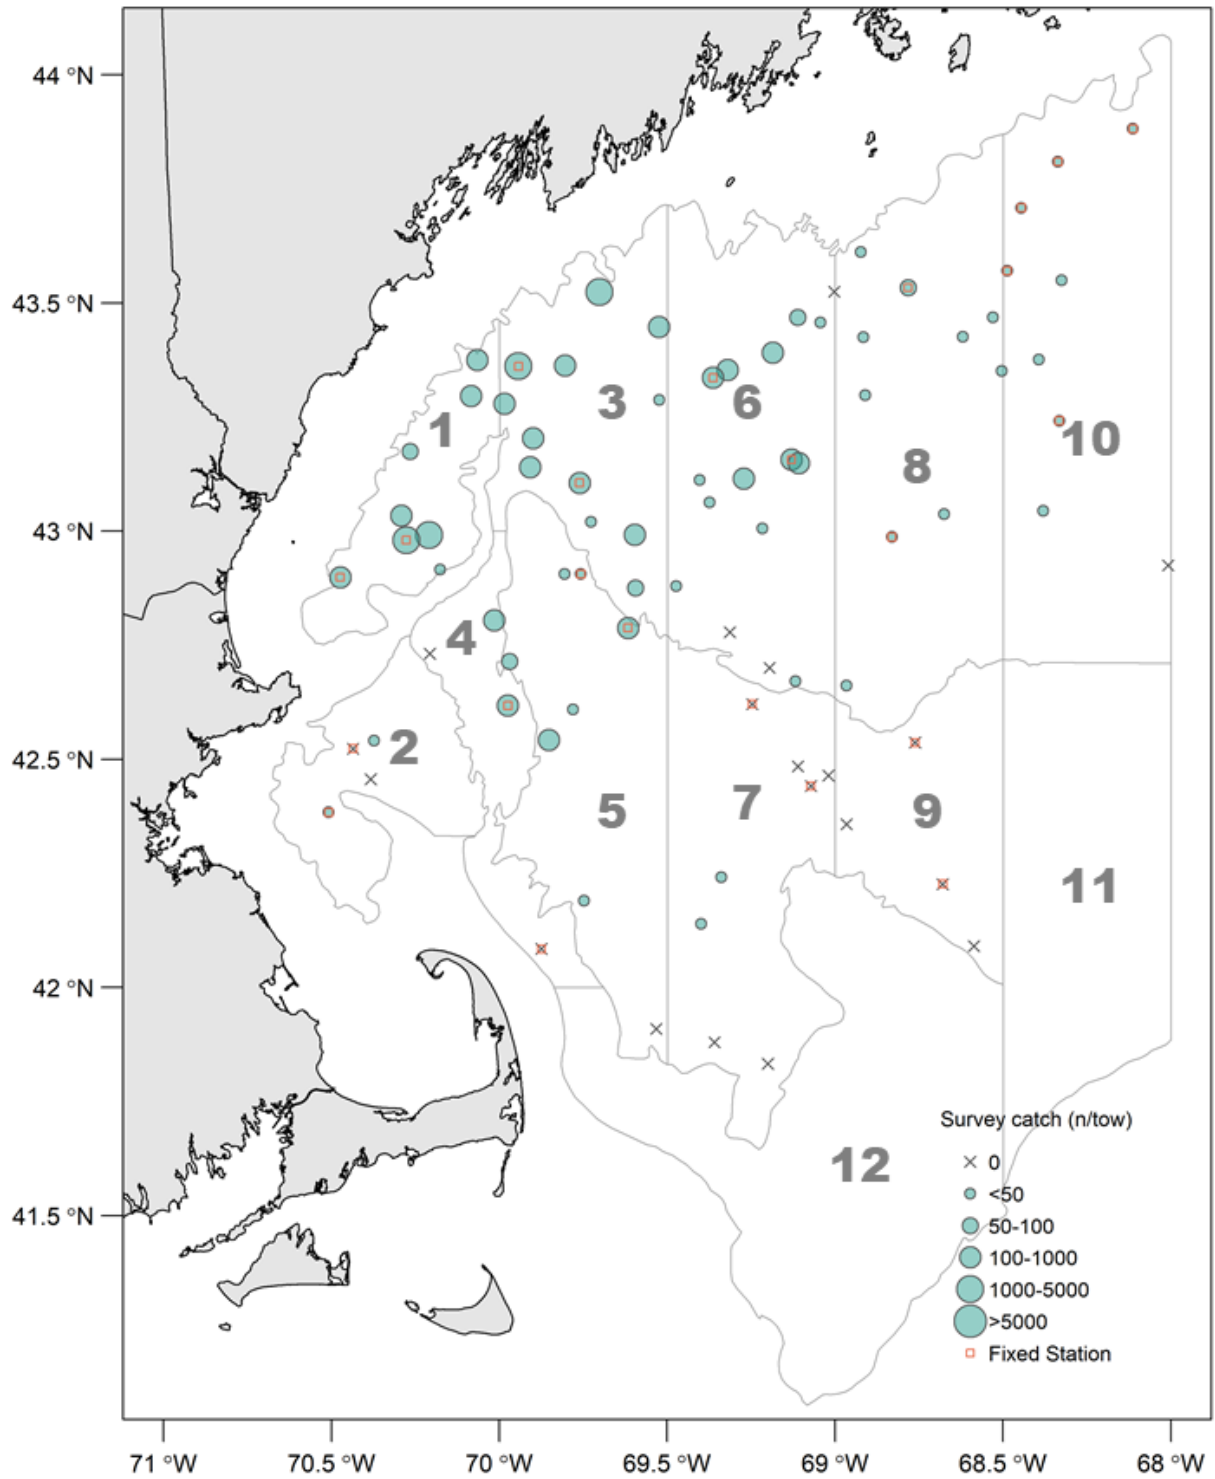 44 °N
43.5 °N
43 °N
42.5 °N
42 °N
41.5 °N
1
3
6
8
10
4
2
5
7
9
11
12
Survey catch (n/tow)
0
<50
50-100
100-1000
1000-5000
>5000
Fixed Station
71 °W
70.5 °W
70 °W
69.5 °W
69 °W
68.5 °W
68 °W